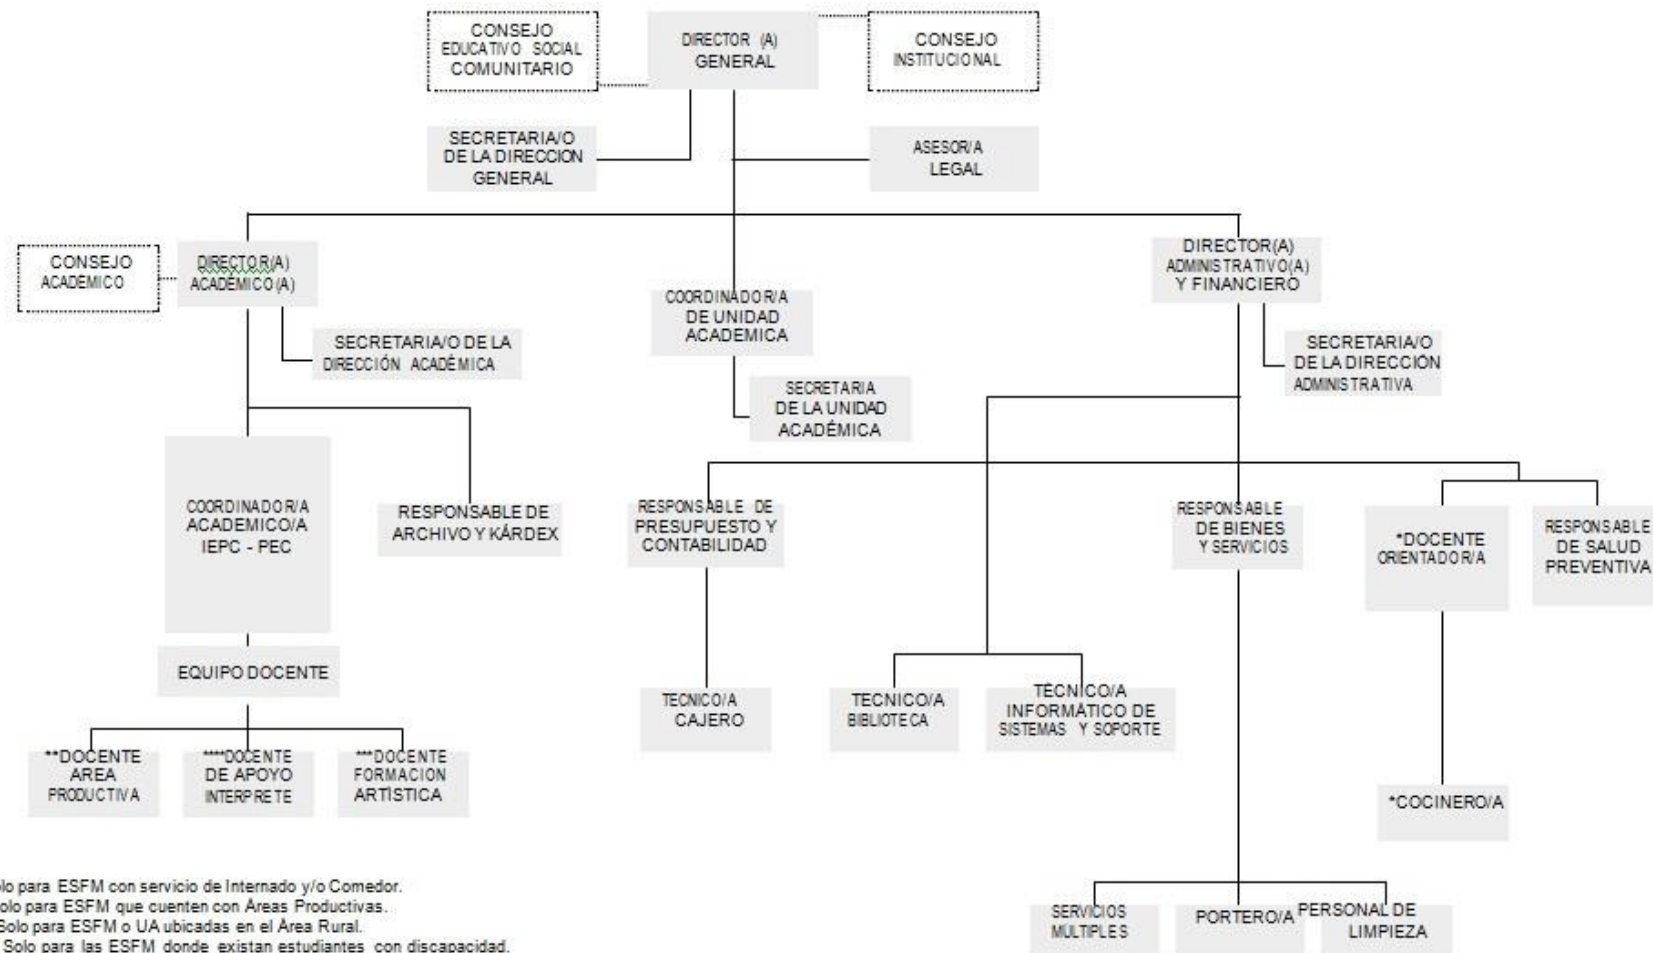 CONSEJO
EDUCATIVO SOCIAL
COMUNITARIO
DIRECTOR (A)
GENERAL
CONSEJO
INSTITUCIONAL
SECRETARIA/O
DE LA DIRECCION
GENERAL
ASESOR/A
LEGAL
CONSEJO
ACADÉMICO
DIRECTOR(A)
ACADÉMICO(A)
COORDINADOR/A
DE UNIDAD
ACADEMICA
DIRECTOR(A)
ADMINISTRATIVO(A)
Y FINANCIERO
SECRETARIA/O DE LA
DIRECCIÓN ACADÉMICA
SECRETARIA
DE LA UNIDAD
ACADÉMICA
SECRETARIA/O
DE LA DIRECCIÓN
ADMINISTRATIVA
COORDINADOR/A
ACADEMICO/A
IEPC - PEC
RESPONSABLE DE
ARCHIVO Y KÁRDEX
RESPONSABLE DE
PRESUPUESTO Y
CONTABILIDAD
RESPONSABLE
DE BIENES
Y SERVICIOS
*DOCENTE
ORIENTADOR/A
RESPONSABLE
DE SALUD
PREVENTIVA
EQUIPO DOCENTE
TECNICO/A
CAJERO
TECNICO/A
BIBLIOTECA
TÉCNICO/A
INFORMÁTICO DE
SISTEMAS Y SOPORTE
**DOCENTE
AREA
PRODUCTIVA
****DOCENTE
DE APOYO
INTERPRETE
***DOCENTE
FORMACION
ARTÍSTICA
*COCINERO/A
SERVICIOS
MÚLTIPLES
PORTERO/A
PERSONAL DE
LIMPIEZA
para ESFM con servicio de Internado y/o Comedor.
olo para ESFM que cuenten con Áreas Productivas.
Solo para ESFM o UA ubicadas en el Área Rural.
Solo para las ESFM donde existan estudiantes con discapacidad.